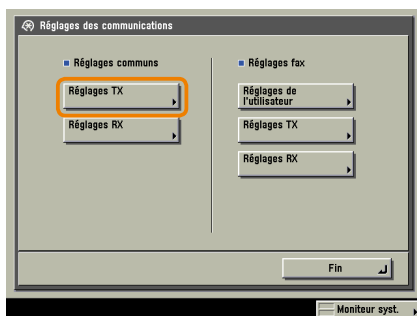 Réglages des communications
Réglages communs
Réglages TX
Réglages RX
Réglages fax
Réglages de
l'utilisateur
Réglages TX
Réglages RX
Fin
Moniteur syst.